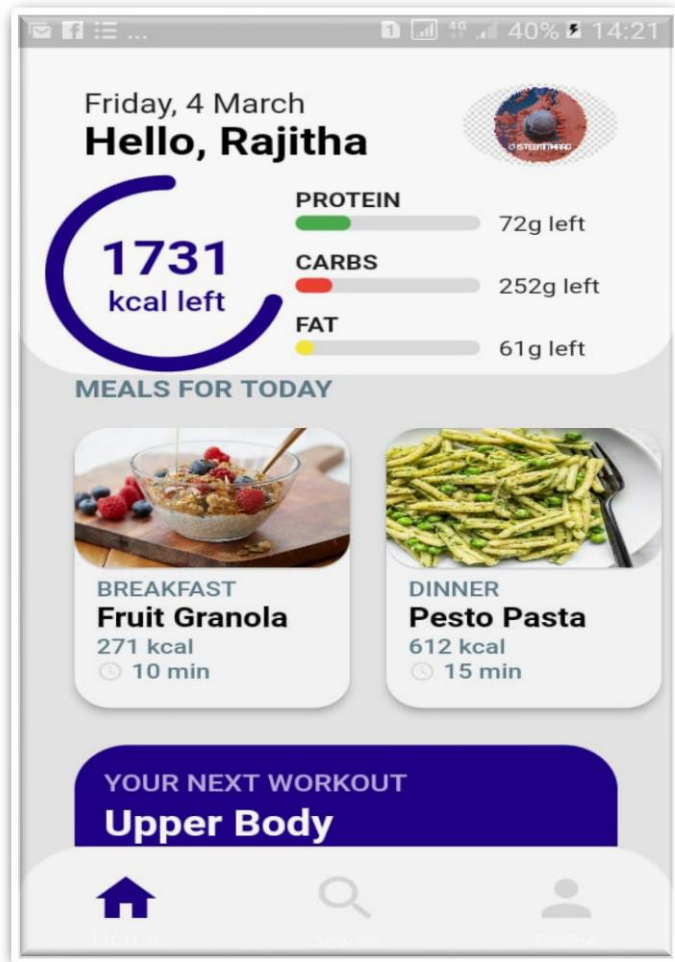 1 4G 40% 14:21
Friday, 4 March
Hello, Rajitha
1731
kcal left
PROTEIN
72g left
CARBS
252g left
FAT
61g left
MEALS FOR TODAY
BREAKFAST
Fruit Granola
271 kcal
10 min
DINNER
Pesto Pasta
612 kcal
15 min
YOUR NEXT WORKOUT
Upper Body